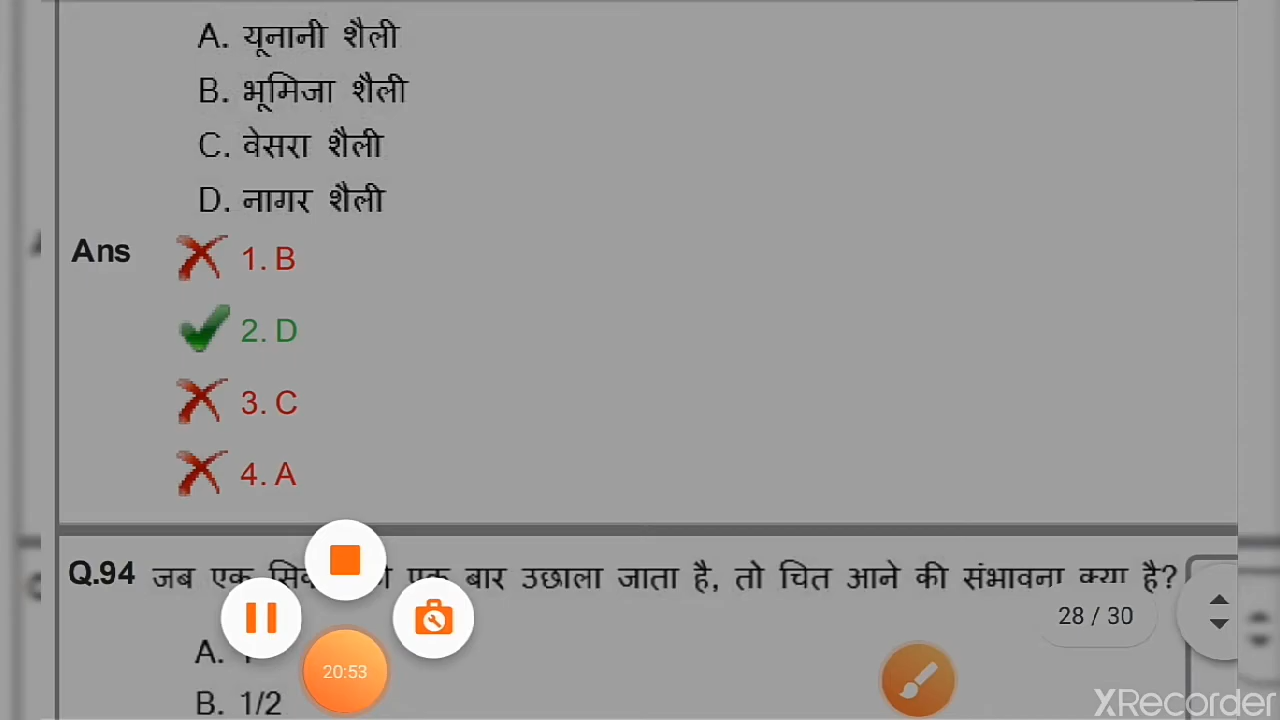 A. यूनानी शैली
B. भूमिजा शैली
C. वेसरा शैली
D. नागर शैली
Ans
1. B
2. D
3. C
4. A
Q.94 जब एक बार उछाला जाता है, तो चित आने की संभावना क्या है?
28 / 30
A.
20:53
B. 1/2
XRecorder